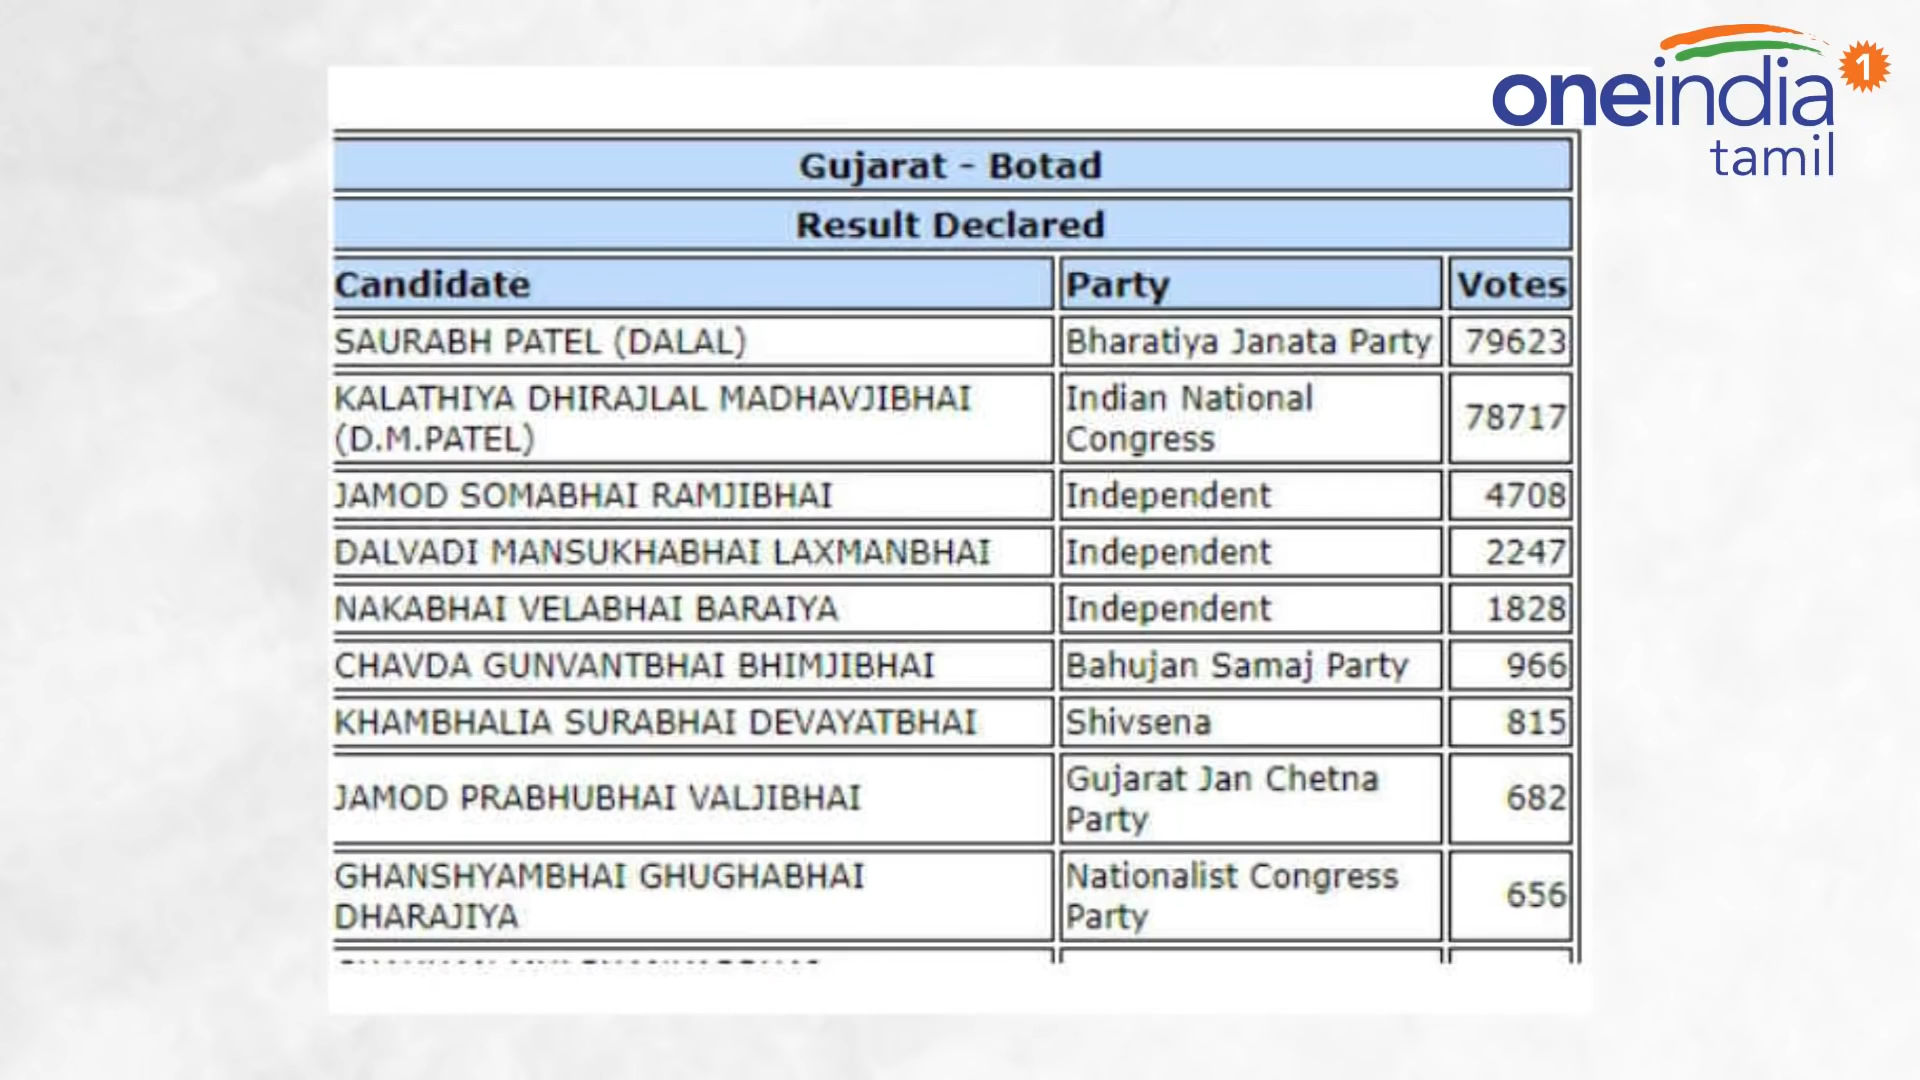 oneindia 1
tamil
Gujarat - Botad
Result Declared
Candidate Party Votes
SAURABH PATEL (DALAL) Bharatiya Janata Party 79623
KALATHIYA DHIRAJLAL MADHAVJIBHAI (D.M.PATEL) Indian National Congress 78717
JAMOD SOMABHAI RAMJIBHAI Independent 4708
DALVADI MANSUKHABHAI LAXMANBHAI Independent 2247
NAKABHAI VELABHAI BARAIYA Independent 1828
CHAVDA GUNVANTBHAI BHIMJIBHAI Bahujan Samaj Party 966
KHAMBHALIA SURABHAI DEVAYATBHAI Shivsena 815
JAMOD PRABHUBHAI VALJIBHAI Gujarat Jan Chetna Party 682
GHANSHYAMBHAI GHUGHABHAI DHARAJIYA Nationalist Congress Party 656